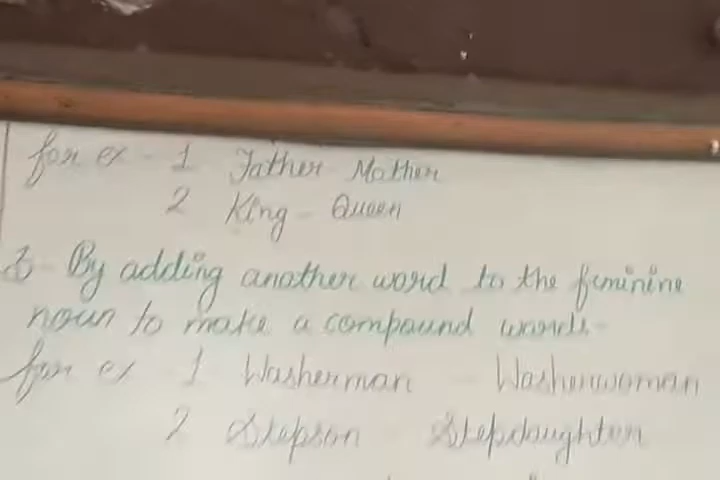 for ex - 1 Father Mother
2 King - Queen
3 - By adding another word to the feminine
noun to make a compound words -
for ex 1 Washerman - Washerwoman
2 Stepson - Stepdaughter